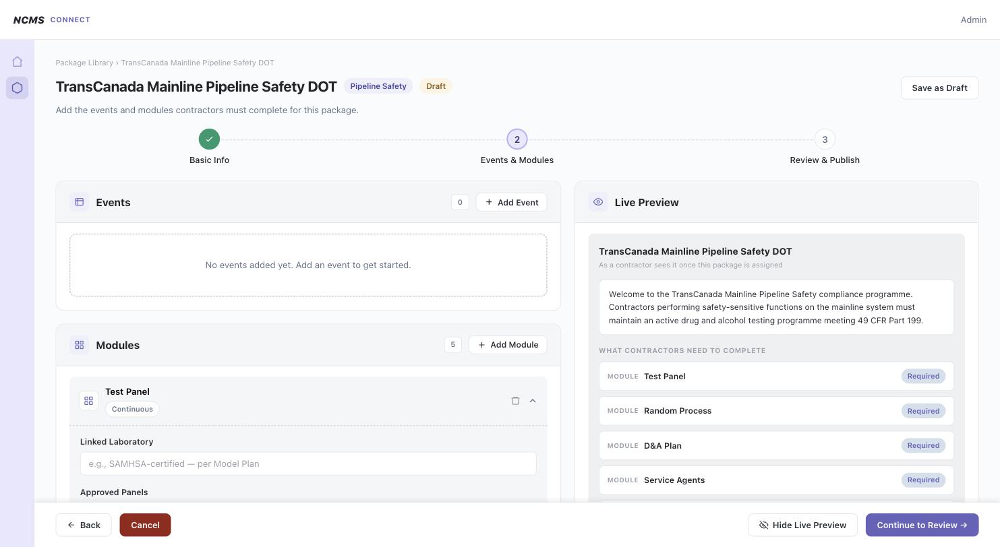 NCMS CONNECT
Admin
Package Library › TransCanada Mainline Pipeline Safety DOT
TransCanada Mainline Pipeline Safety DOT Pipeline Safety Draft
Save as Draft
Add the events and modules contractors must complete for this package.
2
3
Basic Info
Events & Modules
Review & Publish
Events
0
+ Add Event
No events added yet. Add an event to get started.
Modules
5
+ Add Module
Test Panel
Continuous
Linked Laboratory
e.g., SAMHSA-certified — per Model Plan
Approved Panels
Live Preview
TransCanada Mainline Pipeline Safety DOT
As a contractor sees it once this package is assigned
Welcome to the TransCanada Mainline Pipeline Safety compliance programme.
Contractors performing safety-sensitive functions on the mainline system must
maintain an active drug and alcohol testing programme meeting 49 CFR Part 199.
WHAT CONTRACTORS NEED TO COMPLETE
MODULE Test Panel Required
MODULE Random Process Required
MODULE D&A Plan Required
MODULE Service Agents Required
← Back
Cancel
Hide Live Preview
Continue to Review →